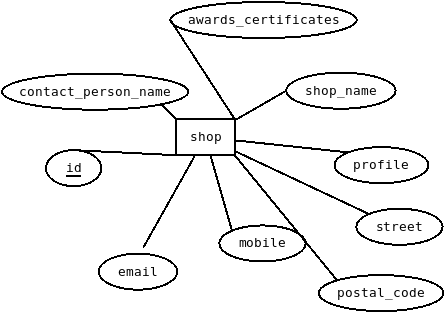 awards_certificates
contact_person_name
shop_name
shop
id
profile
street
mobile
email
postal_code